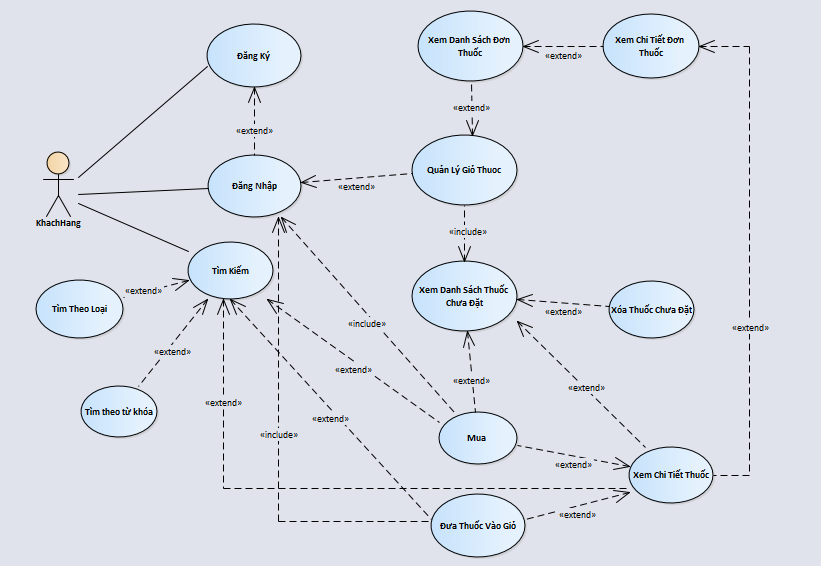 Xem Danh Sách Đơn
Thuốc
Xem Chi Tiết Đơn
Thuốc
Đăng Ký
«extend»
«extend»
«extend»
Quản Lý Giỏ Thuoc
Đăng Nhập
«extend»
KhachHang
«include»
Tìm Kiếm
«extend»
Xem Danh Sách Thuốc
Chưa Đặt
Tìm Theo Loại
Xóa Thuốc Chưa Đặt
«extend»
«include»
«extend»
«extend»
«extend»
«extend»
«extend»
«extend»
Tìm theo từ khóa
«extend»
«include»
Mua
«extend»
Xem Chi Tiết Thuốc
«extend»
Đưa Thuốc Vào Giỏ